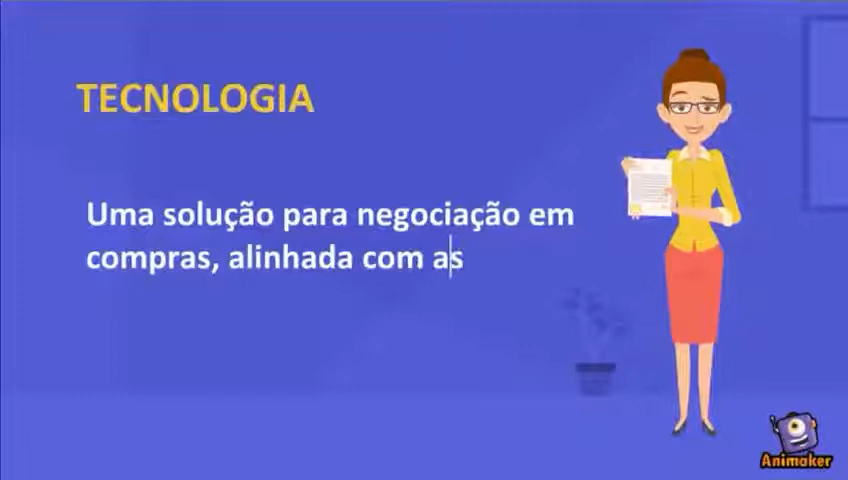 TECNOLOGIA
Uma solução para negociação em
compras, alinhada com as
Animaker